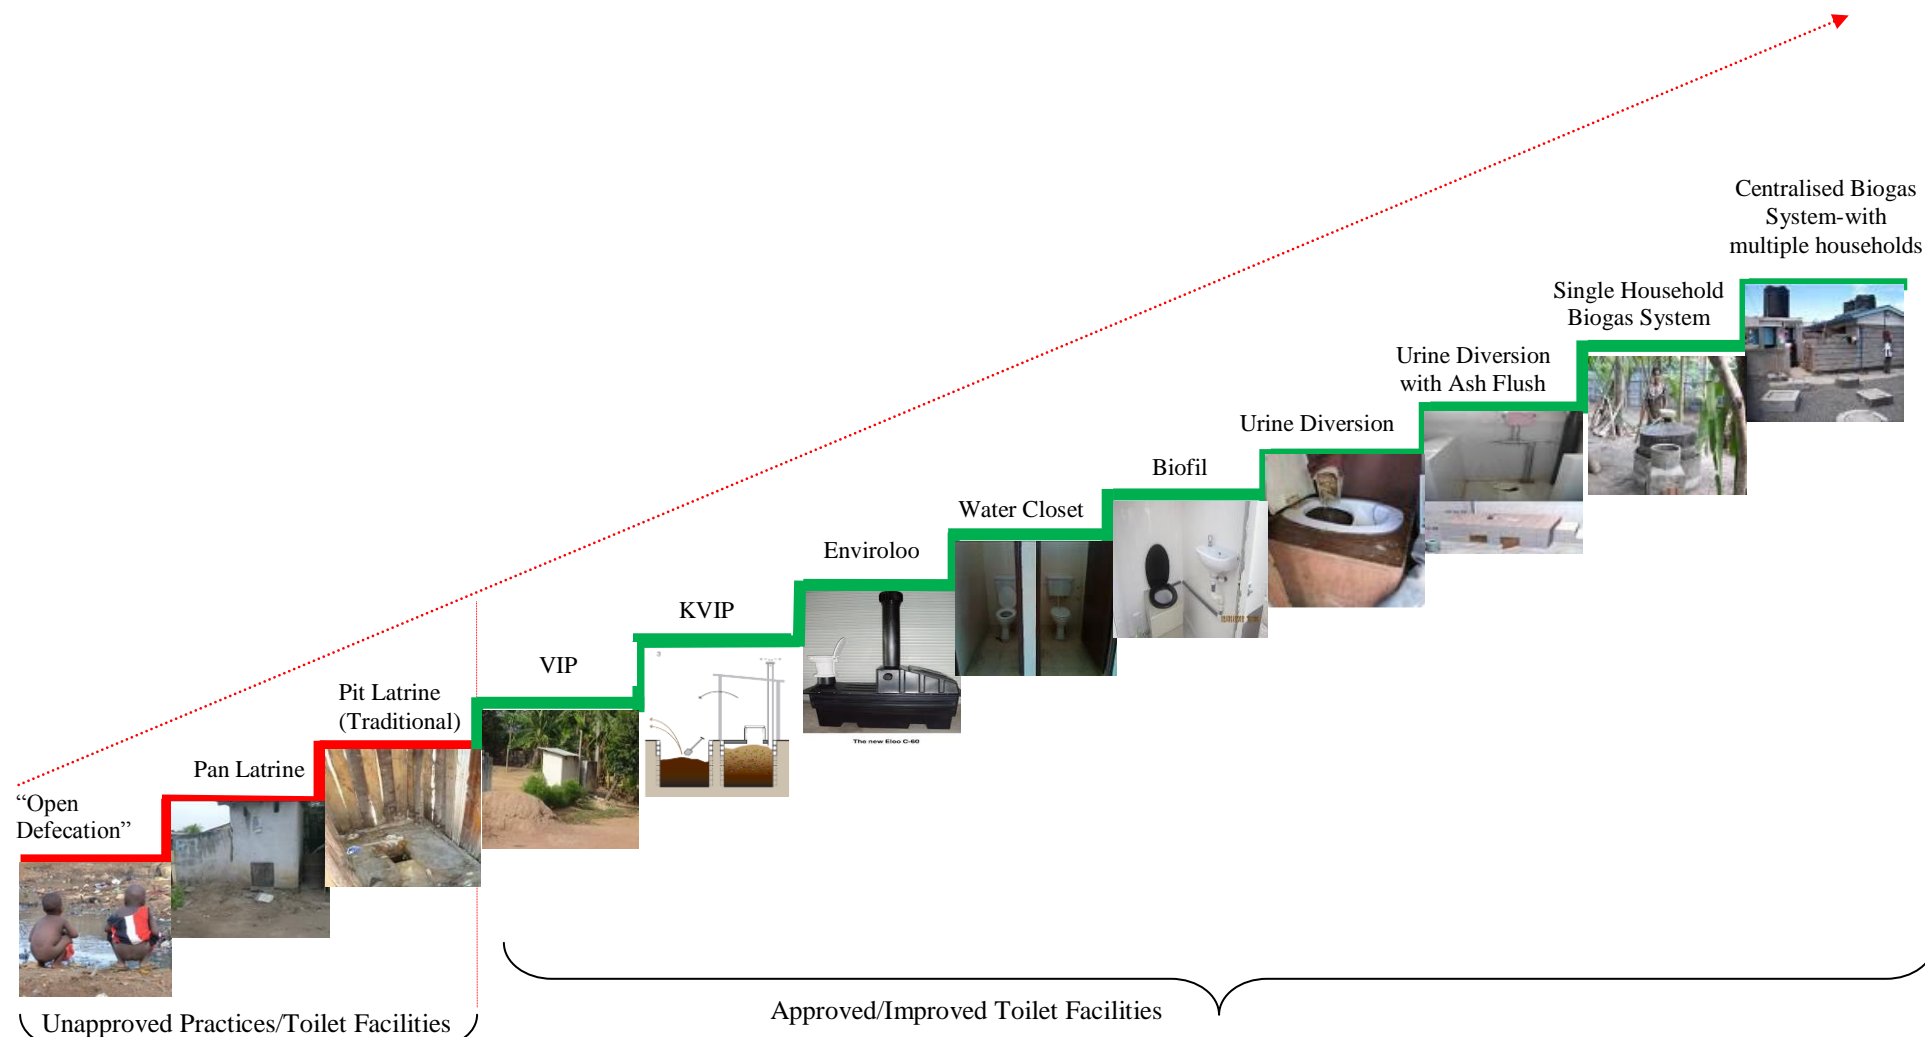 Centralised Biogas
System-with
multiple households
Single Household
Biogas System
Urine Diversion
with Ash Flush
Urine Diversion
Biofil
Water Closet
Enviroloo
KVIP
3
VIP
Pit Latrine
(Traditional)
Pan Latrine
“Open
Defecation”
The new Eloo C-60
Approved/Improved Toilet Facilities
Unapproved Practices/Toilet Facilities